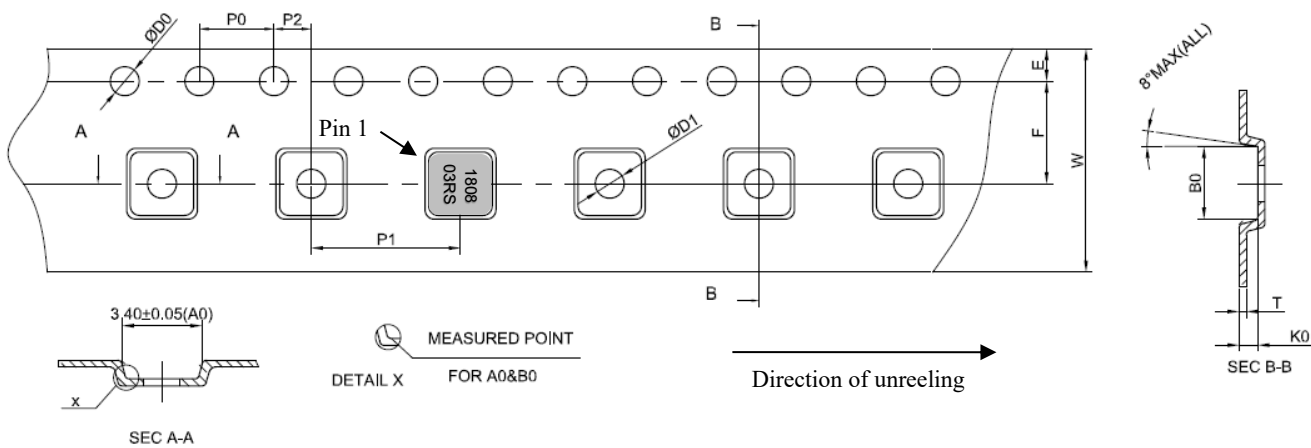 ØD0
P0
P2
B
E
8°MAX(ALL)
A
A
Pin 1
ØD1
F
W
1808
03RS
B0
P1
B
3.40±0.05(A0)
MEASURED POINT
FOR A0&B0
DETAIL X
x
SEC A-A
Direction of unreeling
T
K0
SEC B-B